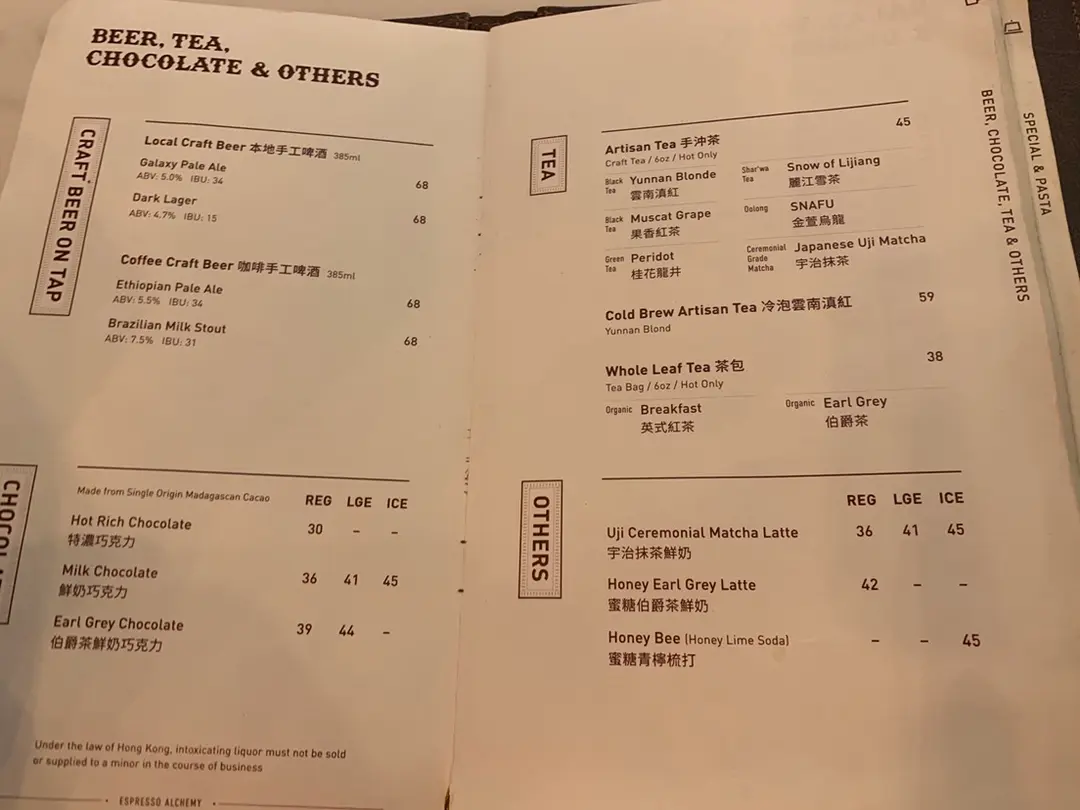 BEER, TEA,
CHOCOLATE & OTHERS
CRAFT BEER ON TAP
Local Craft Beer 本地手工啤酒 385ml
Galaxy Pale Ale
ABV: 5.0% IBU: 34
68
Dark Lager
ABV: 4.7% IBU: 15
68
Coffee Craft Beer 咖啡手工啤酒 385ml
Ethiopian Pale Ale
ABV: 5.5% IBU: 34
68
Brazilian Milk Stout
ABV: 7.5% IBU: 31
68
Made from Single Origin Madagascan Cacao REG LGE ICE
Hot Rich Chocolate 30 – –
特濃巧克力
Milk Chocolate 36 41 45
鮮奶巧克力
Earl Grey Chocolate 39 44 –
伯爵茶鮮奶巧克力
Under the law of Hong Kong, intoxicating liquor must not be sold
or supplied to a minor in the course of business
ESPRESSO ALCHEMY
TEA
Artisan Tea 手沖茶 45
Craft Tea / 6oz / Hot Only
Black Tea Yunnan Blonde
雲南滇紅
Shar'wa Tea Snow of Lijiang
麗江雪茶
Black Tea Muscat Grape
果香紅茶
Oolong SNAFU
金萱烏龍
Green Tea Peridot
桂花龍井
Ceremonial Grade Matcha Japanese Uji Matcha
宇治抹茶
Cold Brew Artisan Tea 冷泡雲南滇紅 59
Yunnan Blond
Whole Leaf Tea 茶包 38
Tea Bag / 6oz / Hot Only
Organic Breakfast
英式紅茶
Organic Earl Grey
伯爵茶
OTHERS
REG LGE ICE
Uji Ceremonial Matcha Latte 36 41 45
宇治抹茶鮮奶
Honey Earl Grey Latte 42 – –
蜜糖伯爵茶鮮奶
Honey Bee (Honey Lime Soda) – – 45
蜜糖青檸梳打
BEER, CHOCOLATE, TEA & OTHERS
SPECIAL & PASTA